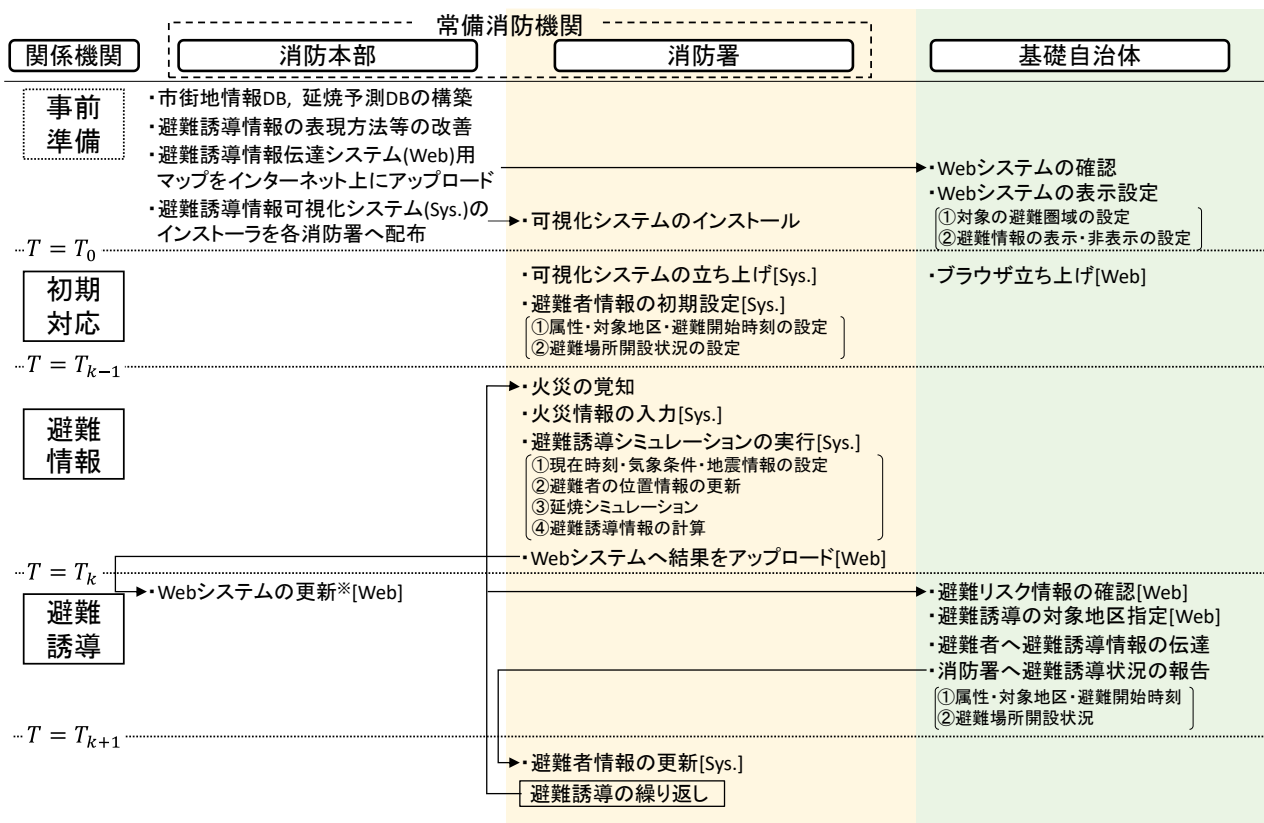 常備消防機関
関係機関
消防本部
消防署
基礎自治体
事前
準備
・市街地情報DB, 延焼予測DBの構築
・避難誘導情報の表現方法等の改善
・避難誘導情報伝達システム(Web)用
マップをインターネット上にアップロード
・避難誘導情報可視化システム(Sys.)の
インストーラを各消防署へ配布
・可視化システムのインストール
・Webシステムの確認
・Webシステムの表示設定
①対象の避難圏域の設定
②避難情報の表示・非表示の設定
T = T₀
初期
対応
・可視化システムの立ち上げ[Sys.]
・避難者情報の初期設定[Sys.]
①属性・対象地区・避難開始時刻の設定
②避難場所開設状況の設定
・ブラウザ立ち上げ[Web]
T = Tₖ₋₁
避難
情報
・火災の覚知
・火災情報の入力[Sys.]
・避難誘導シミュレーションの実行[Sys.]
①現在時刻・気象条件・地震情報の設定
②避難者の位置情報の更新
③延焼シミュレーション
④避難誘導情報の計算
・Webシステムへ結果をアップロード[Web]
T = Tₖ
避難
誘導
・Webシステムの更新※[Web]
・避難リスク情報の確認[Web]
・避難誘導の対象地区指定[Web]
・避難者へ避難誘導情報の伝達
・消防署へ避難誘導状況の報告
①属性・対象地区・避難開始時刻
②避難場所開設状況
T = Tₖ₊₁
・避難者情報の更新[Sys.]
避難誘導の繰り返し